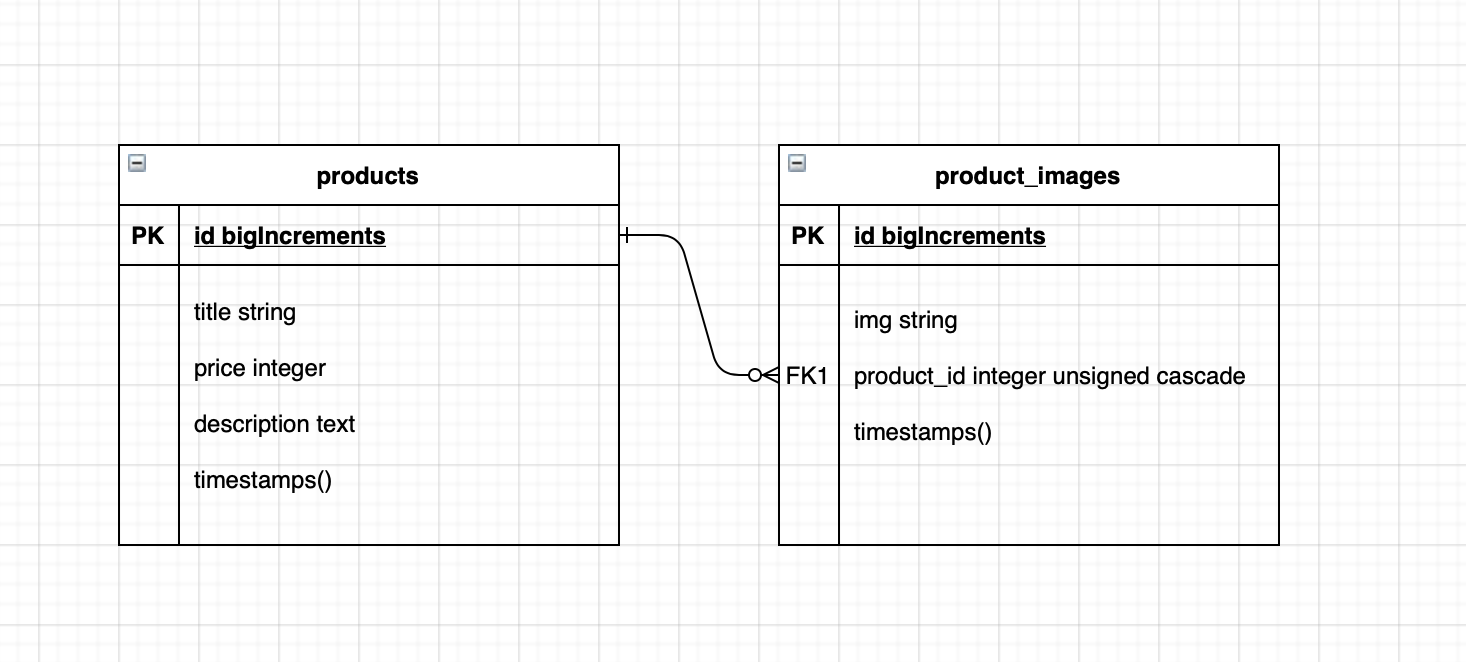 products
PK id bigIncrements
title string
price integer
description text
timestamps()
product_images
PK id bigIncrements
img string
FK1 product_id integer unsigned cascade
timestamps()